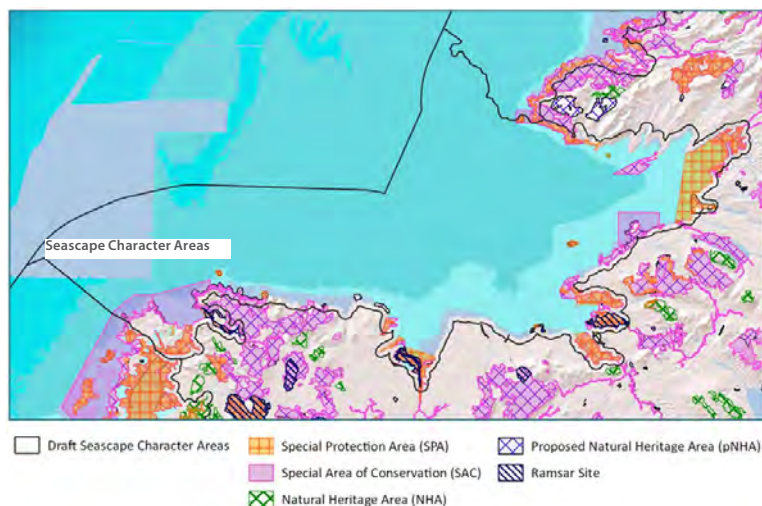 Seascape Character Areas
Draft Seascape Character Areas
Special Protection Area (SPA)
Proposed Natural Heritage Area (pNHA)
Special Area of Conservation (SAC)
Ramsar Site
Natural Heritage Area (NHA)